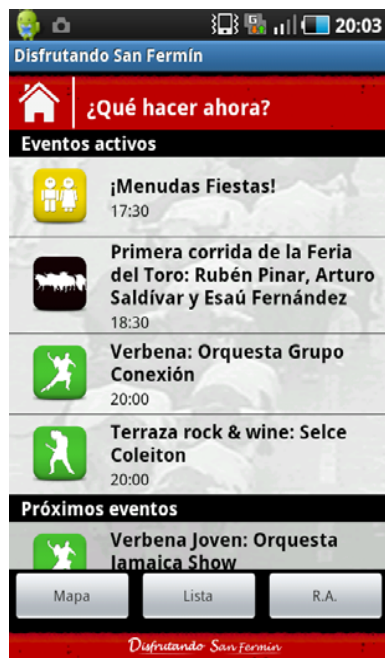 20:03
Disfrutando San Fermín
¿Qué hacer ahora?
Eventos activos
¡Menudas Fiestas!
17:30
Primera corrida de la Feria
del Toro: Rubén Pinar, Arturo
Saldívar y Esaú Fernández
18:30
Verbena: Orquesta Grupo
Conexión
20:00
Terraza rock & wine: Selce
Coleiton
20:00
Próximos eventos
Verbena Joven: Orquesta
Jamaica Show
Mapa
Lista
R.A.
Disfrutando San Fermin